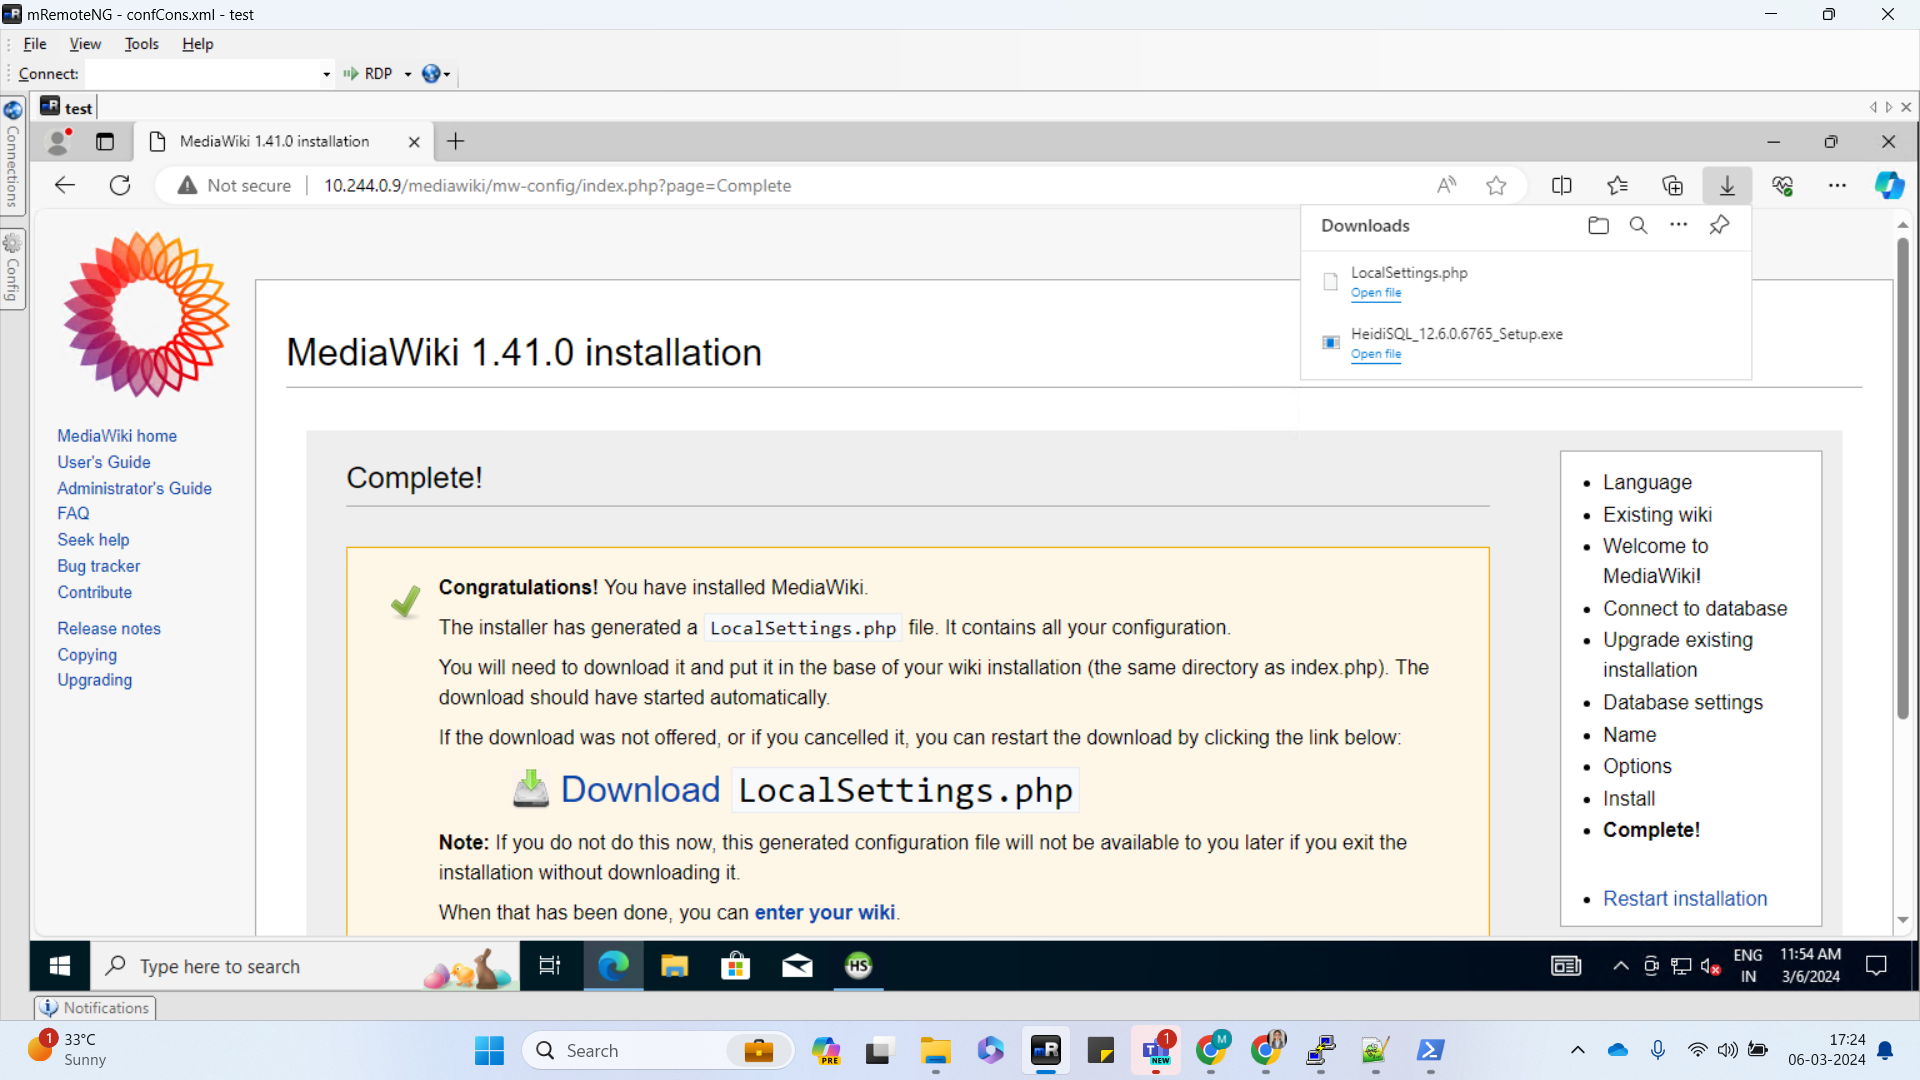 mR mRemoteNG - confCons.xml - test
File View Tools Help
Connect: RDP
Connections
Config
mR test
MediaWiki 1.41.0 installation
Not secure 10.244.0.9/mediawiki/mw-config/index.php?page=Complete
Downloads
LocalSettings.php
Open file
HeidiSQL_12.6.0.6765_Setup.exe
Open file
MediaWiki home
User's Guide
Administrator's Guide
FAQ
Seek help
Bug tracker
Contribute
Release notes
Copying
Upgrading
MediaWiki 1.41.0 installation
Complete!
Congratulations! You have installed MediaWiki.
The installer has generated a LocalSettings.php file. It contains all your configuration.
You will need to download it and put it in the base of your wiki installation (the same directory as index.php). The
download should have started automatically.
If the download was not offered, or if you cancelled it, you can restart the download by clicking the link below:
Download LocalSettings.php
Note: If you do not do this now, this generated configuration file will not be available to you later if you exit the
installation without downloading it.
When that has been done, you can enter your wiki.
Language
Existing wiki
Welcome to
MediaWiki!
Connect to database
Upgrade existing
installation
Database settings
Name
Options
Install
Complete!
Restart installation
Type here to search
HS
ENG
IN
11:54 AM
3/6/2024
Notifications
1
33°C
Sunny
Search
PRE
mR
1
NEW
M
17:24
06-03-2024